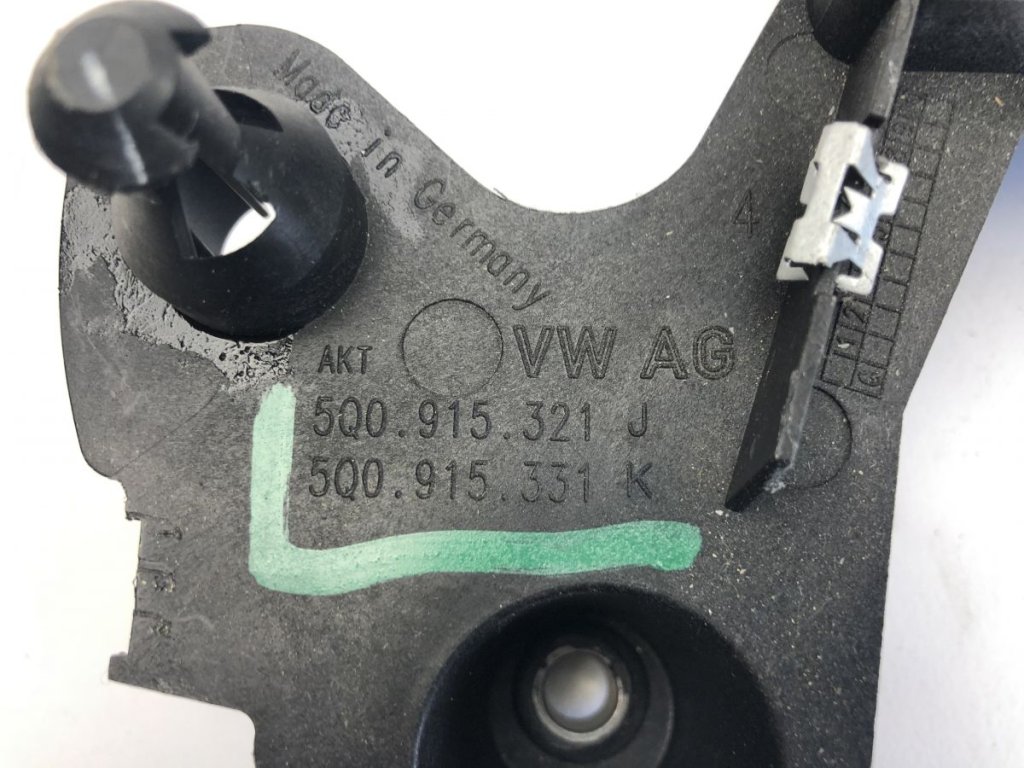 Made in Germany
4
AKT VW AG
5Q0.915.321 J
5Q0.915.331 K